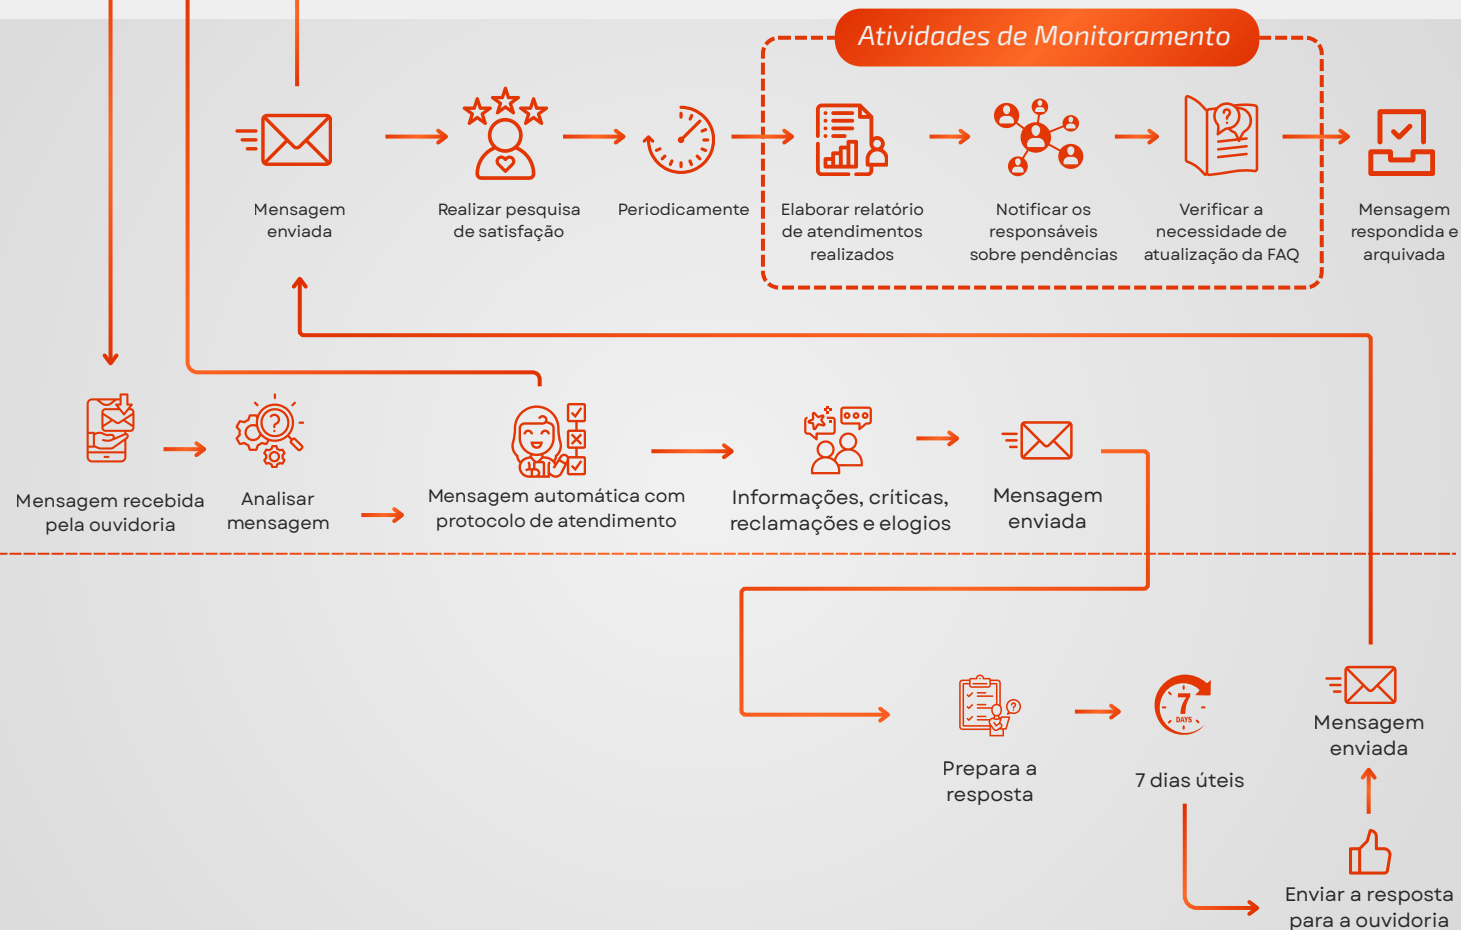 Atividades de Monitoramento
Mensagem
enviada
Realizar pesquisa
de satisfação
Periodicamente
Elaborar relatório
de atendimentos
realizados
Notificar os
responsáveis
sobre pendências
Verificar a
necessidade de
atualização da FAQ
Mensagem
respondida e
arquivada
Mensagem recebida
pela ouvidoria
Analisar
mensagem
Mensagem automática com
protocolo de atendimento
Informações, críticas,
reclamações e elogios
Mensagem
enviada
Prepara a
resposta
7
DAYS
7 dias úteis
Mensagem
enviada
Enviar a resposta
para a ouvidoria